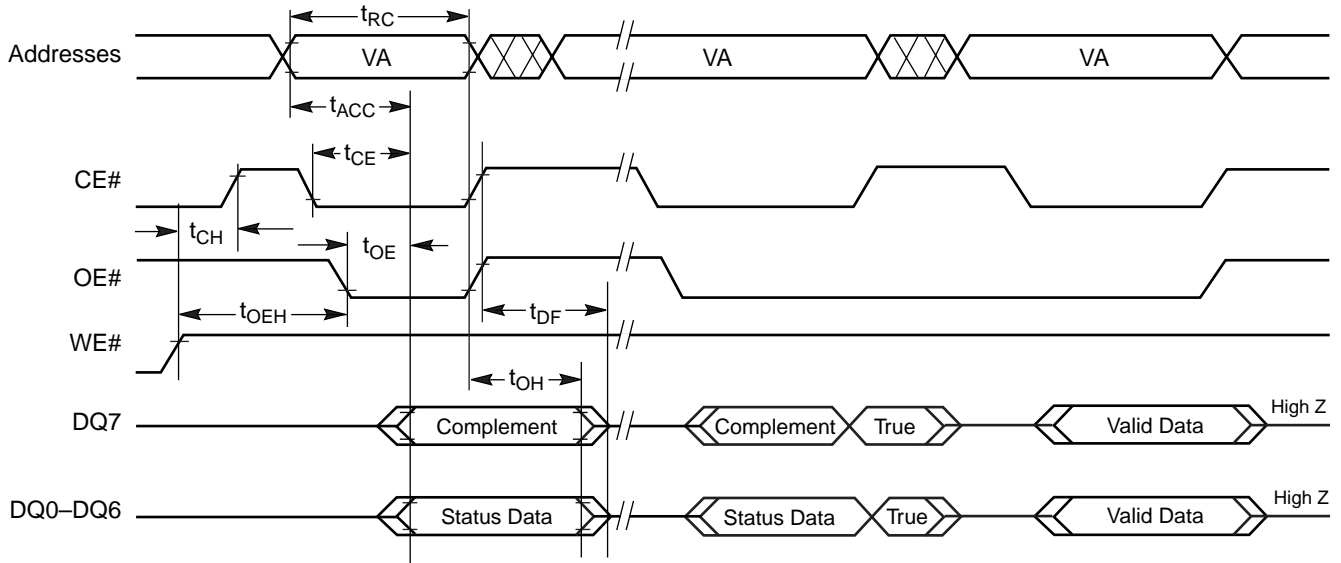 tRC
Addresses VA VA VA
tACC
tCE
CE#
tCH
tOE
OE#
tOEH
tDF
WE#
tOH
DQ7 Complement Complement True Valid Data High Z
DQ0–DQ6 Status Data Status Data True Valid Data High Z